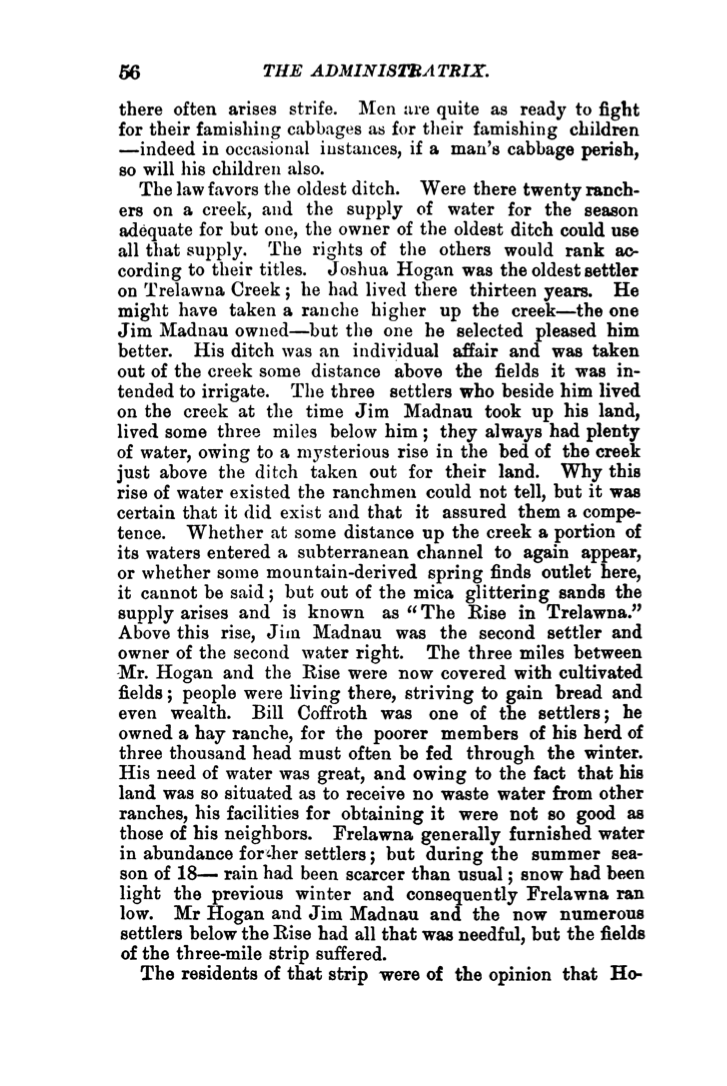 56 THE ADMINISTRATRIX.
there often arises strife. Men are quite as ready to fight
for their famishing cabbages as for their famishing children
—indeed in occasional instances, if a man's cabbage perish,
so will his children also.
The law favors the oldest ditch. Were there twenty ranch-
ers on a creek, and the supply of water for the season
adequate for but one, the owner of the oldest ditch could use
all that supply. The rights of the others would rank ac-
cording to their titles. Joshua Hogan was the oldest settler
on Trelawna Creek; he had lived there thirteen years. He
might have taken a ranche higher up the creek—the one
Jim Madnau owned—but the one he selected pleased him
better. His ditch was an individual affair and was taken
out of the creek some distance above the fields it was in-
tended to irrigate. The three settlers who beside him lived
on the creek at the time Jim Madnau took up his land,
lived some three miles below him; they always had plenty
of water, owing to a mysterious rise in the bed of the creek
just above the ditch taken out for their land. Why this
rise of water existed the ranchmen could not tell, but it was
certain that it did exist and that it assured them a compe-
tence. Whether at some distance up the creek a portion of
its waters entered a subterranean channel to again appear,
or whether some mountain-derived spring finds outlet here,
it cannot be said; but out of the mica glittering sands the
supply arises and is known as "The Rise in Trelawna."
Above this rise, Jim Madnau was the second settler and
owner of the second water right. The three miles between
Mr. Hogan and the Rise were now covered with cultivated
fields; people were living there, striving to gain bread and
even wealth. Bill Coffroth was one of the settlers; he
owned a hay ranche, for the poorer members of his herd of
three thousand head must often be fed through the winter.
His need of water was great, and owing to the fact that his
land was so situated as to receive no waste water from other
ranches, his facilities for obtaining it were not so good as
those of his neighbors. Frelawna generally furnished water
in abundance for her settlers; but during the summer sea-
son of 18— rain had been scarcer than usual; snow had been
light the previous winter and consequently Frelawna ran
low. Mr Hogan and Jim Madnau and the now numerous
settlers below the Rise had all that was needful, but the fields
of the three-mile strip suffered.
The residents of that strip were of the opinion that Ho-